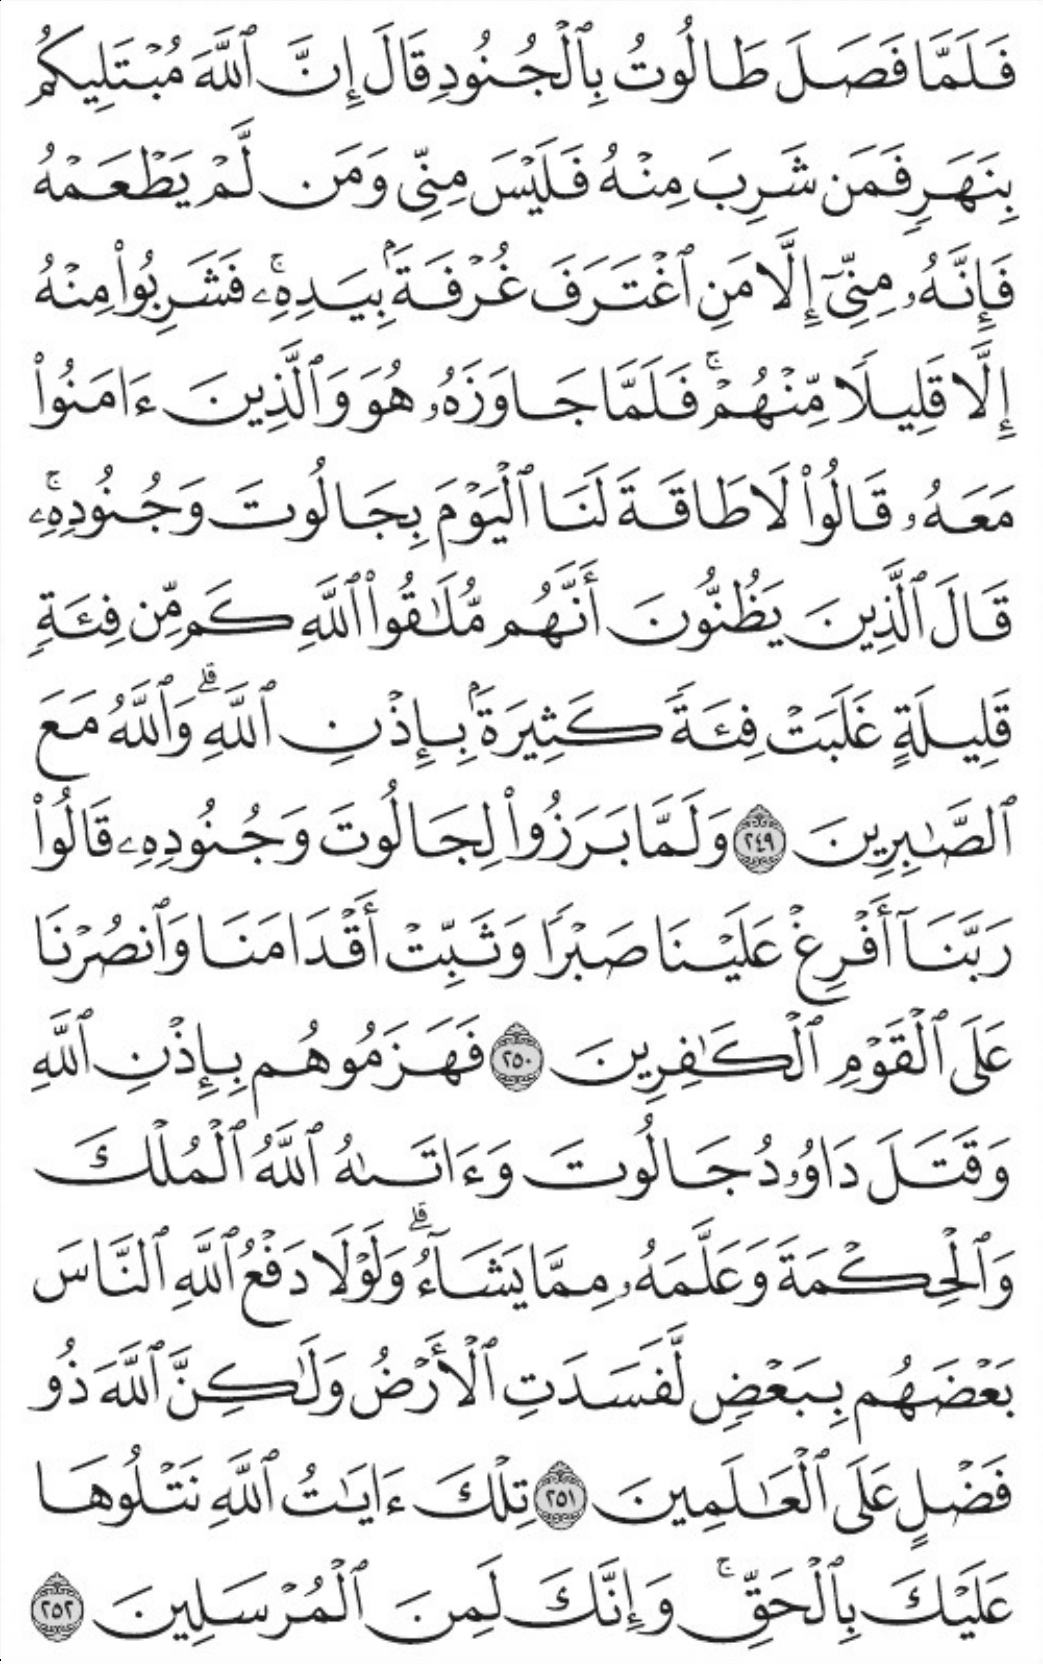 فَلَمَّا فَصَلَ طَالُوتُ بِٱلْجُنُودِ قَالَ إِنَّ ٱللَّهَ مُبْتَلِيكُم
بِنَهَرٍ فَمَن شَرِبَ مِنْهُ فَلَيْسَ مِنِّى وَمَن لَّمْ يَطْعَمْهُ
فَإِنَّهُۥ مِنِّىٓ إِلَّا مَنِ ٱغْتَرَفَ غُرْفَةًۢ بِيَدِهِۦ ۚ فَشَرِبُوا۟ مِنْهُ
إِلَّا قَلِيلًا مِّنْهُمْ ۚ فَلَمَّا جَاوَزَهُۥ هُوَ وَٱلَّذِينَ ءَامَنُوا۟
مَعَهُۥ قَالُوا۟ لَا طَاقَةَ لَنَا ٱلْيَوْمَ بِجَالُوتَ وَجُنُودِهِۦ ۚ
قَالَ ٱلَّذِينَ يَظُنُّونَ أَنَّهُم مُّلَـٰقُوا۟ ٱللَّهِ كَم مِّن فِئَةٍ
قَلِيلَةٍ غَلَبَتْ فِئَةً كَثِيرَةًۢ بِإِذْنِ ٱللَّهِ ۗ وَٱللَّهُ مَعَ
ٱلصَّـٰبِرِينَ ٢٤٩ وَلَمَّا بَرَزُوا۟ لِجَالُوتَ وَجُنُودِهِۦ قَالُوا۟
رَبَّنَآ أَفْرِغْ عَلَيْنَا صَبْرًا وَثَبِّتْ أَقْدَامَنَا وَٱنصُرْنَا
عَلَى ٱلْقَوْمِ ٱلْكَـٰفِرِينَ ٢٥٠ فَهَزَمُوهُم بِإِذْنِ ٱللَّهِ
وَقَتَلَ دَاوُۥدُ جَالُوتَ وَءَاتَىٰهُ ٱللَّهُ ٱلْمُلْكَ
وَٱلْحِكْمَةَ وَعَلَّمَهُۥ مِمَّا يَشَآءُ ۗ وَلَوْلَا دَفْعُ ٱللَّهِ ٱلنَّاسَ
بَعْضَهُم بِبَعْضٍ لَّفَسَدَتِ ٱلْأَرْضُ وَلَـٰكِنَّ ٱللَّهَ ذُو
فَضْلٍ عَلَى ٱلْعَـٰلَمِينَ ٢٥١ تِلْكَ ءَايَـٰتُ ٱللَّهِ نَتْلُوهَا
عَلَيْكَ بِٱلْحَقِّ ۚ وَإِنَّكَ لَمِنَ ٱلْمُرْسَلِينَ ٢٥٢